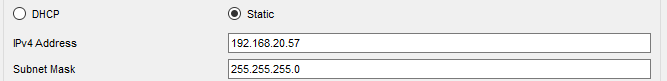 DHCP Static
IPv4 Address 192.168.20.57
Subnet Mask 255.255.255.0